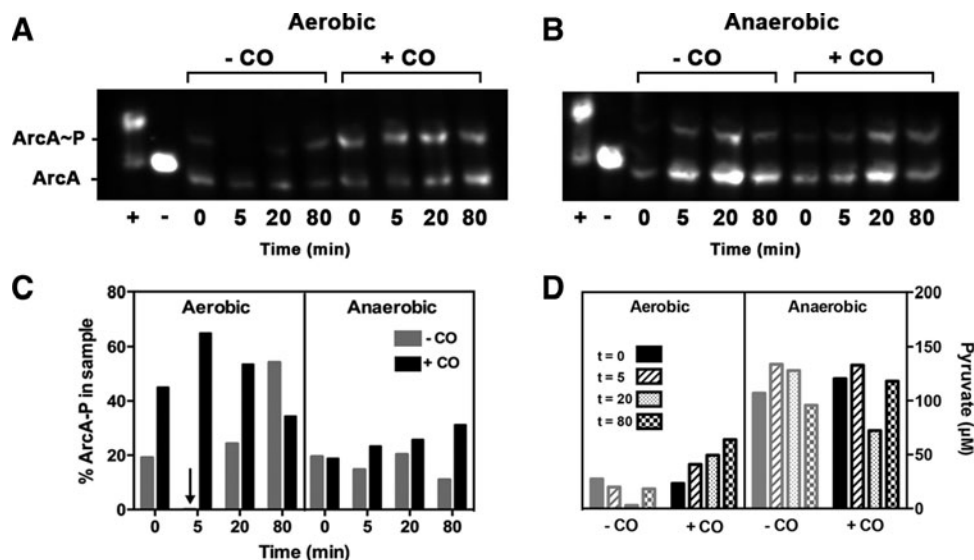 A
Aerobic
- CO
+ CO
ArcA~P
ArcA
+ - 0 5 20 80 0 5 20 80
Time (min)
B
Anaerobic
- CO
+ CO
+ - 0 5 20 80 0 5 20 80
Time (min)
C
% ArcA-P in sample
80
60
40
20
0
Aerobic
Anaerobic
- CO
+ CO
0 5 20 80 0 5 20 80
Time (min)
D
Aerobic
Anaerobic
t = 0
t = 5
t = 20
t = 80
200
150
100
50
0
Pyruvate (µM)
- CO + CO - CO + CO